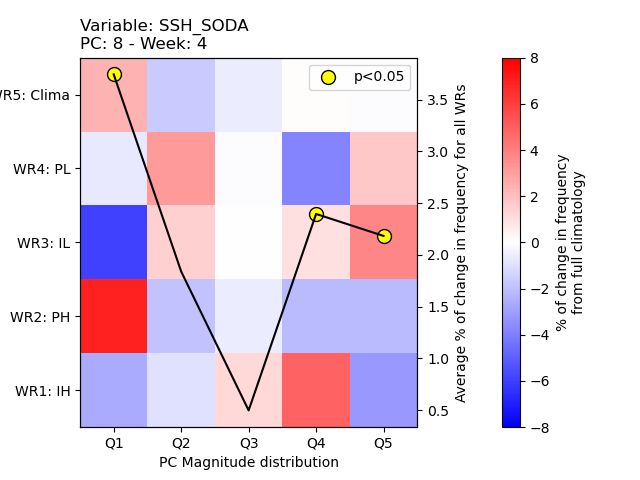 Variable: SSH_SODA
PC: 8 - Week: 4
p<0.05
WR5: Clima
WR4: PL
WR3: IL
WR2: PH
WR1: IH
Q1 Q2 Q3 Q4 Q5
PC Magnitude distribution
3.5
3.0
2.5
2.0
1.5
1.0
0.5
Average % of change in frequency for all WRs
8
6
4
2
0
−2
−4
−6
−8
% of change in frequency
from full climatology